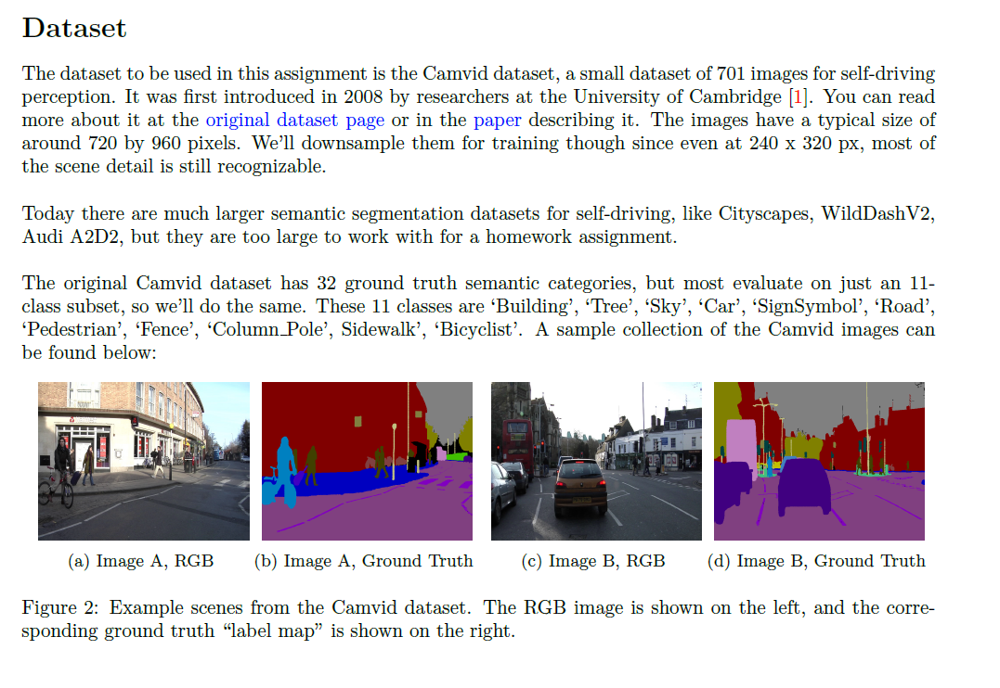 Dataset
The dataset to be used in this assignment is the Camvid dataset, a small dataset of 701 images for self-driving
perception. It was first introduced in 2008 by researchers at the University of Cambridge [1]. You can read
more about it at the original dataset page or in the paper describing it. The images have a typical size of
around 720 by 960 pixels. We'll downsample them for training though since even at 240 x 320 px, most of
the scene detail is still recognizable.
Today there are much larger semantic segmentation datasets for self-driving, like Cityscapes, WildDashV2,
Audi A2D2, but they are too large to work with for a homework assignment.
The original Camvid dataset has 32 ground truth semantic categories, but most evaluate on just an 11-
class subset, so we'll do the same. These 11 classes are ‘Building’, ‘Tree’, ‘Sky’, ‘Car’, ‘SignSymbol’, ‘Road’,
‘Pedestrian’, ‘Fence’, ‘Column_Pole’, Sidewalk’, ‘Bicyclist’. A sample collection of the Camvid images can
be found below:
(a) Image A, RGB
(b) Image A, Ground Truth
(c) Image B, RGB
(d) Image B, Ground Truth
Figure 2: Example scenes from the Camvid dataset. The RGB image is shown on the left, and the corre-
sponding ground truth “label map” is shown on the right.